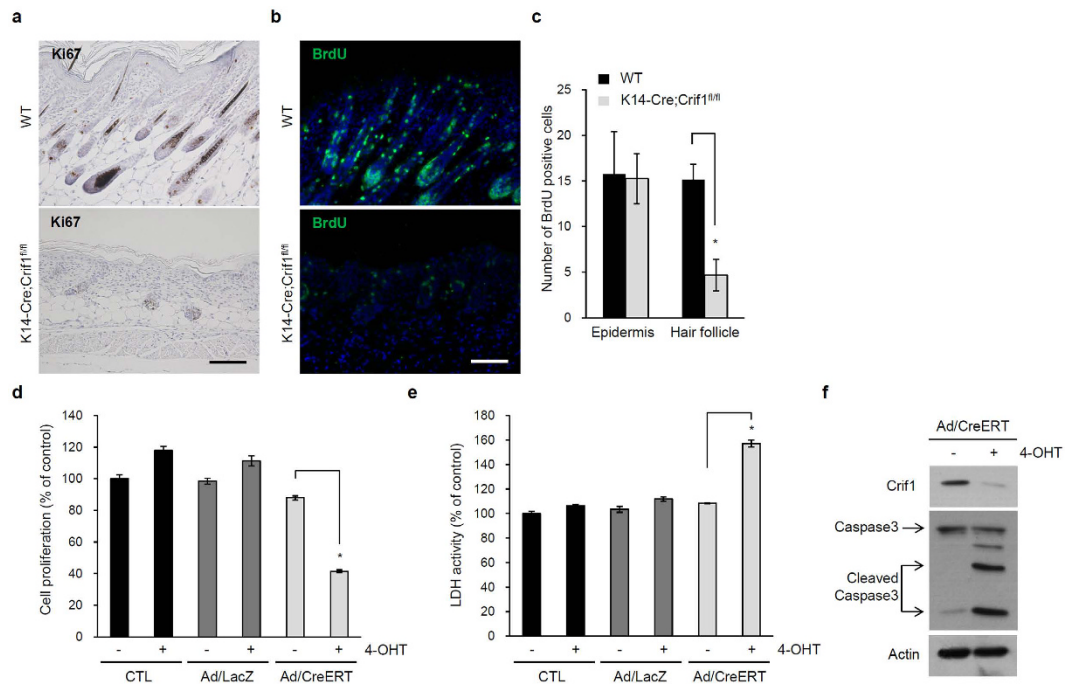 a
Ki67
WT
Ki67
K14-Cre;Crif1fl/fl
b
BrdU
WT
BrdU
K14-Cre;Crif1fl/fl
c
WT
K14-Cre;Crif1fl/fl
Number of BrdU positive cells
25
20
15
10
5
0
*
Epidermis Hair follicle
d
Cell proliferation (% of control)
140
120
100
80
60
40
20
0
*
- + - + - + 4-OHT
CTL Ad/LacZ Ad/CreERT
e
LDH activity (% of control)
180
160
140
120
100
80
60
40
20
0
*
- + - + - + 4-OHT
CTL Ad/LacZ Ad/CreERT
f
Ad/CreERT
- + 4-OHT
Crif1
Caspase3
Cleaved
Caspase3
Actin